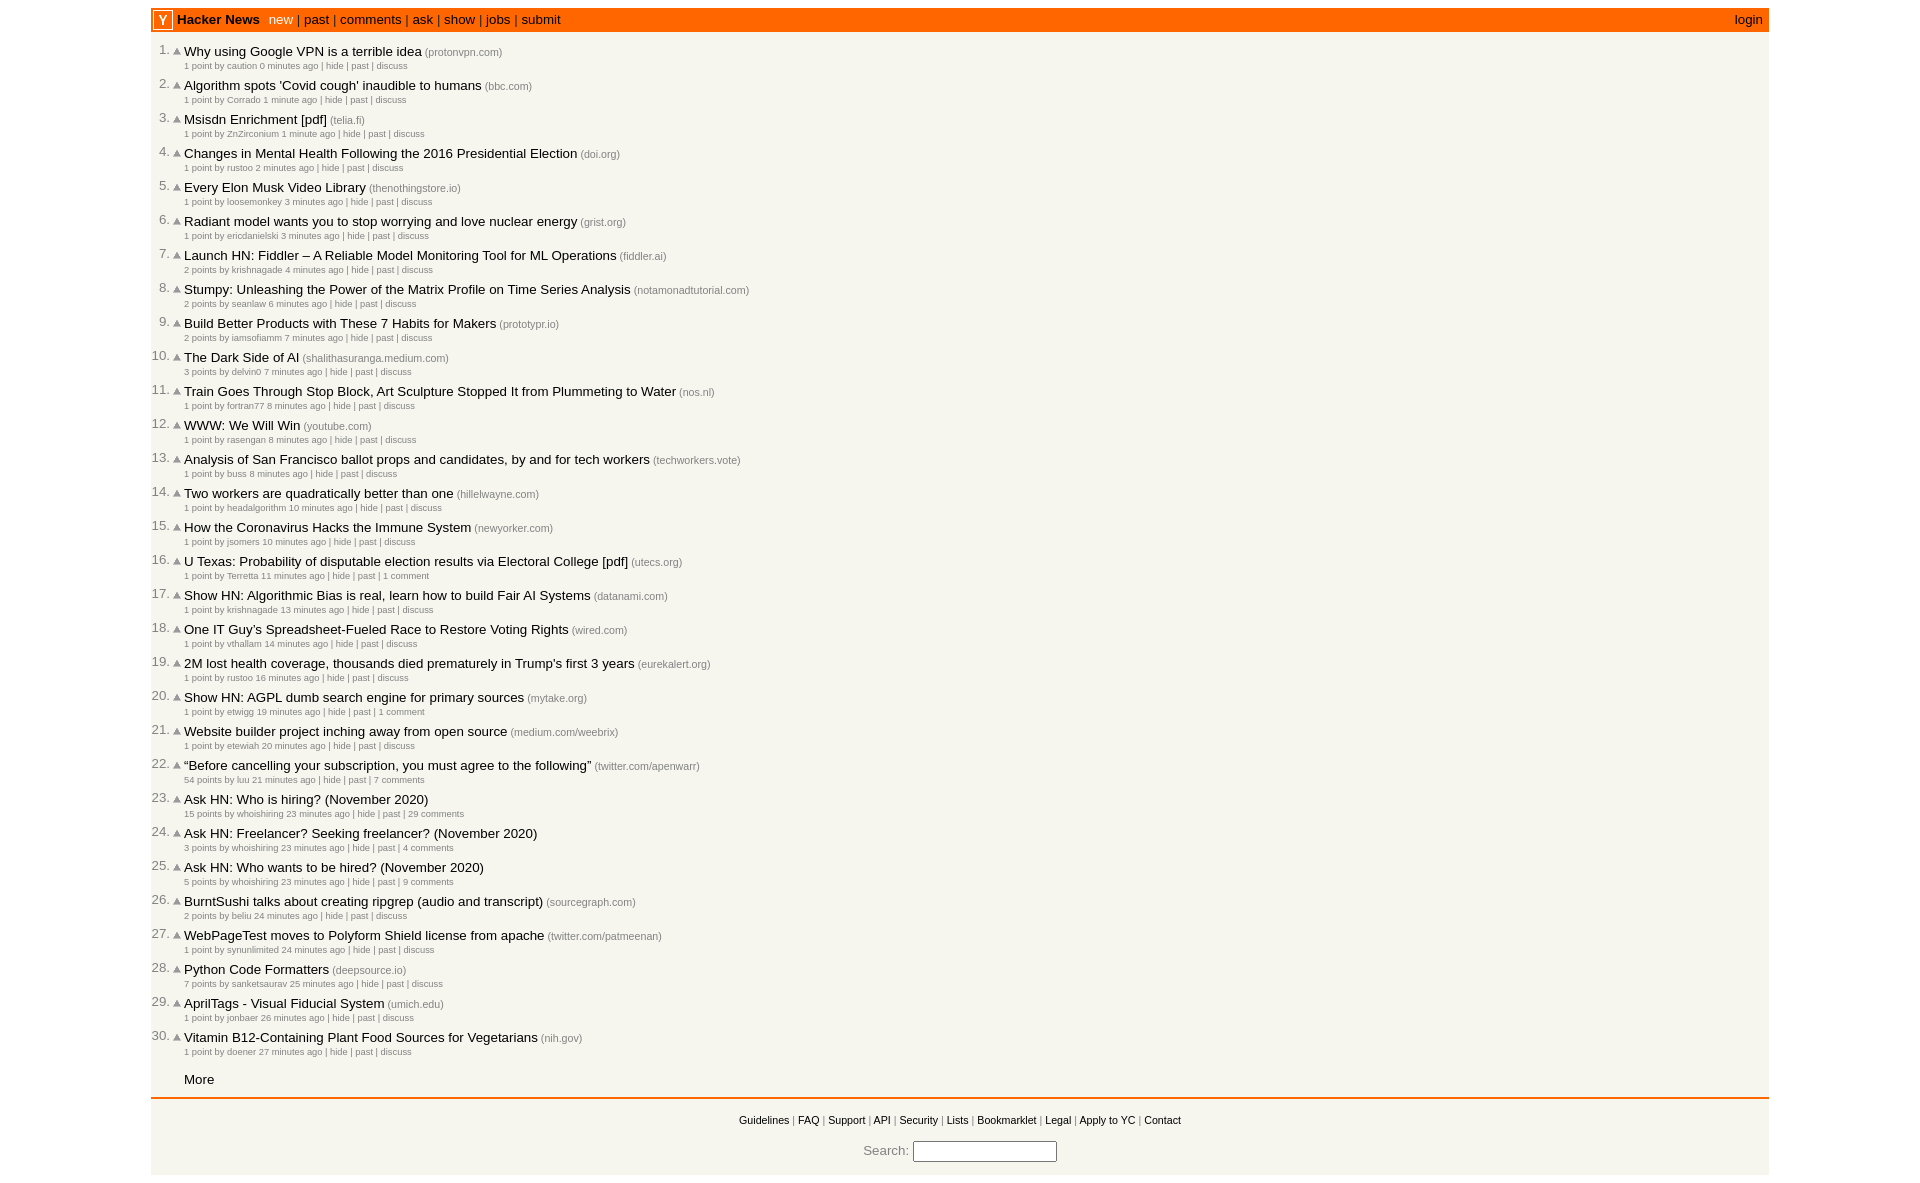 Y Hacker News new | past | comments | ask | show | jobs | submit login
1. Why using Google VPN is a terrible idea (protonvpn.com)
1 point by caution 0 minutes ago | hide | past | discuss
2. Algorithm spots 'Covid cough' inaudible to humans (bbc.com)
1 point by Corrado 1 minute ago | hide | past | discuss
3. Msisdn Enrichment [pdf] (telia.fi)
1 point by ZnZirconium 1 minute ago | hide | past | discuss
4. Changes in Mental Health Following the 2016 Presidential Election (doi.org)
1 point by rustoo 2 minutes ago | hide | past | discuss
5. Every Elon Musk Video Library (thenothingstore.io)
1 point by loosemonkey 3 minutes ago | hide | past | discuss
6. Radiant model wants you to stop worrying and love nuclear energy (grist.org)
1 point by ericdanielski 3 minutes ago | hide | past | discuss
7. Launch HN: Fiddler – A Reliable Model Monitoring Tool for ML Operations (fiddler.ai)
2 points by krishnagade 4 minutes ago | hide | past | discuss
8. Stumpy: Unleashing the Power of the Matrix Profile on Time Series Analysis (notamonadtutorial.com)
2 points by seanlaw 6 minutes ago | hide | past | discuss
9. Build Better Products with These 7 Habits for Makers (prototypr.io)
2 points by iamsofiamm 7 minutes ago | hide | past | discuss
10. The Dark Side of AI (shalithasuranga.medium.com)
3 points by delvin0 7 minutes ago | hide | past | discuss
11. Train Goes Through Stop Block, Art Sculpture Stopped It from Plummeting to Water (nos.nl)
1 point by fortran77 8 minutes ago | hide | past | discuss
12. WWW: We Will Win (youtube.com)
1 point by rasengan 8 minutes ago | hide | past | discuss
13. Analysis of San Francisco ballot props and candidates, by and for tech workers (techworkers.vote)
1 point by buss 8 minutes ago | hide | past | discuss
14. Two workers are quadratically better than one (hillelwayne.com)
1 point by headalgorithm 10 minutes ago | hide | past | discuss
15. How the Coronavirus Hacks the Immune System (newyorker.com)
1 point by jsomers 10 minutes ago | hide | past | discuss
16. U Texas: Probability of disputable election results via Electoral College [pdf] (utecs.org)
1 point by Terretta 11 minutes ago | hide | past | 1 comment
17. Show HN: Algorithmic Bias is real, learn how to build Fair AI Systems (datanami.com)
1 point by krishnagade 13 minutes ago | hide | past | discuss
18. One IT Guy’s Spreadsheet-Fueled Race to Restore Voting Rights (wired.com)
1 point by vthallam 14 minutes ago | hide | past | discuss
19. 2M lost health coverage, thousands died prematurely in Trump's first 3 years (eurekalert.org)
1 point by rustoo 16 minutes ago | hide | past | discuss
20. Show HN: AGPL dumb search engine for primary sources (mytake.org)
1 point by etwigg 19 minutes ago | hide | past | 1 comment
21. Website builder project inching away from open source (medium.com/weebrix)
1 point by etewiah 20 minutes ago | hide | past | discuss
22. “Before cancelling your subscription, you must agree to the following” (twitter.com/apenwarr)
54 points by luu 21 minutes ago | hide | past | 7 comments
23. Ask HN: Who is hiring? (November 2020)
15 points by whoishiring 23 minutes ago | hide | past | 29 comments
24. Ask HN: Freelancer? Seeking freelancer? (November 2020)
3 points by whoishiring 23 minutes ago | hide | past | 4 comments
25. Ask HN: Who wants to be hired? (November 2020)
5 points by whoishiring 23 minutes ago | hide | past | 9 comments
26. BurntSushi talks about creating ripgrep (audio and transcript) (sourcegraph.com)
2 points by beliu 24 minutes ago | hide | past | discuss
27. WebPageTest moves to Polyform Shield license from apache (twitter.com/patmeenan)
1 point by synunlimited 24 minutes ago | hide | past | discuss
28. Python Code Formatters (deepsource.io)
7 points by sanketsaurav 25 minutes ago | hide | past | discuss
29. AprilTags - Visual Fiducial System (umich.edu)
1 point by jonbaer 26 minutes ago | hide | past | discuss
30. Vitamin B12-Containing Plant Food Sources for Vegetarians (nih.gov)
1 point by doener 27 minutes ago | hide | past | discuss
More
Guidelines | FAQ | Support | API | Security | Lists | Bookmarklet | Legal | Apply to YC | Contact
Search: